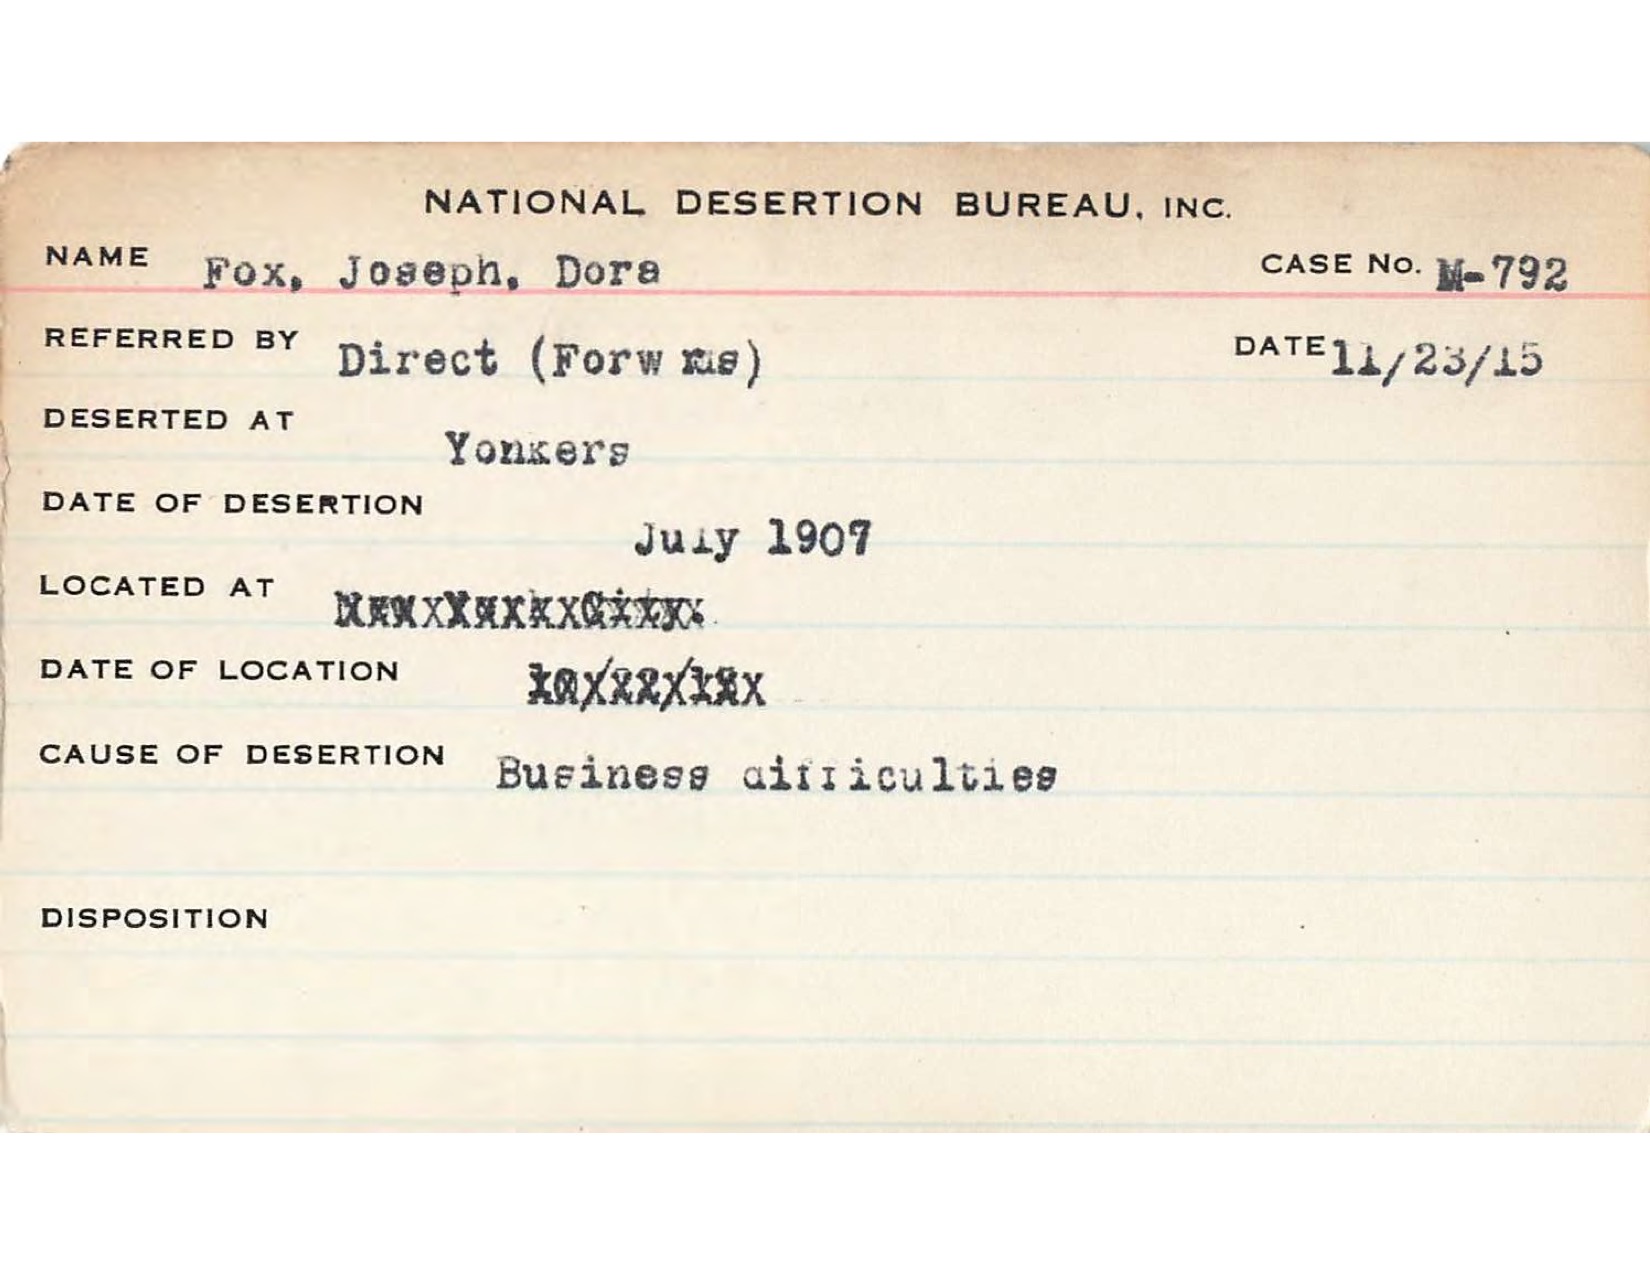 NATIONAL DESERTION BUREAU, INC.
NAME Fox, Joseph, Dora CASE No. M-792
REFERRED BY Direct (Forw ms) DATE 11/23/15
DESERTED AT Yonkers
DATE OF DESERTION July 1907
LOCATED AT
DATE OF LOCATION
CAUSE OF DESERTION Business difficulties
DISPOSITION